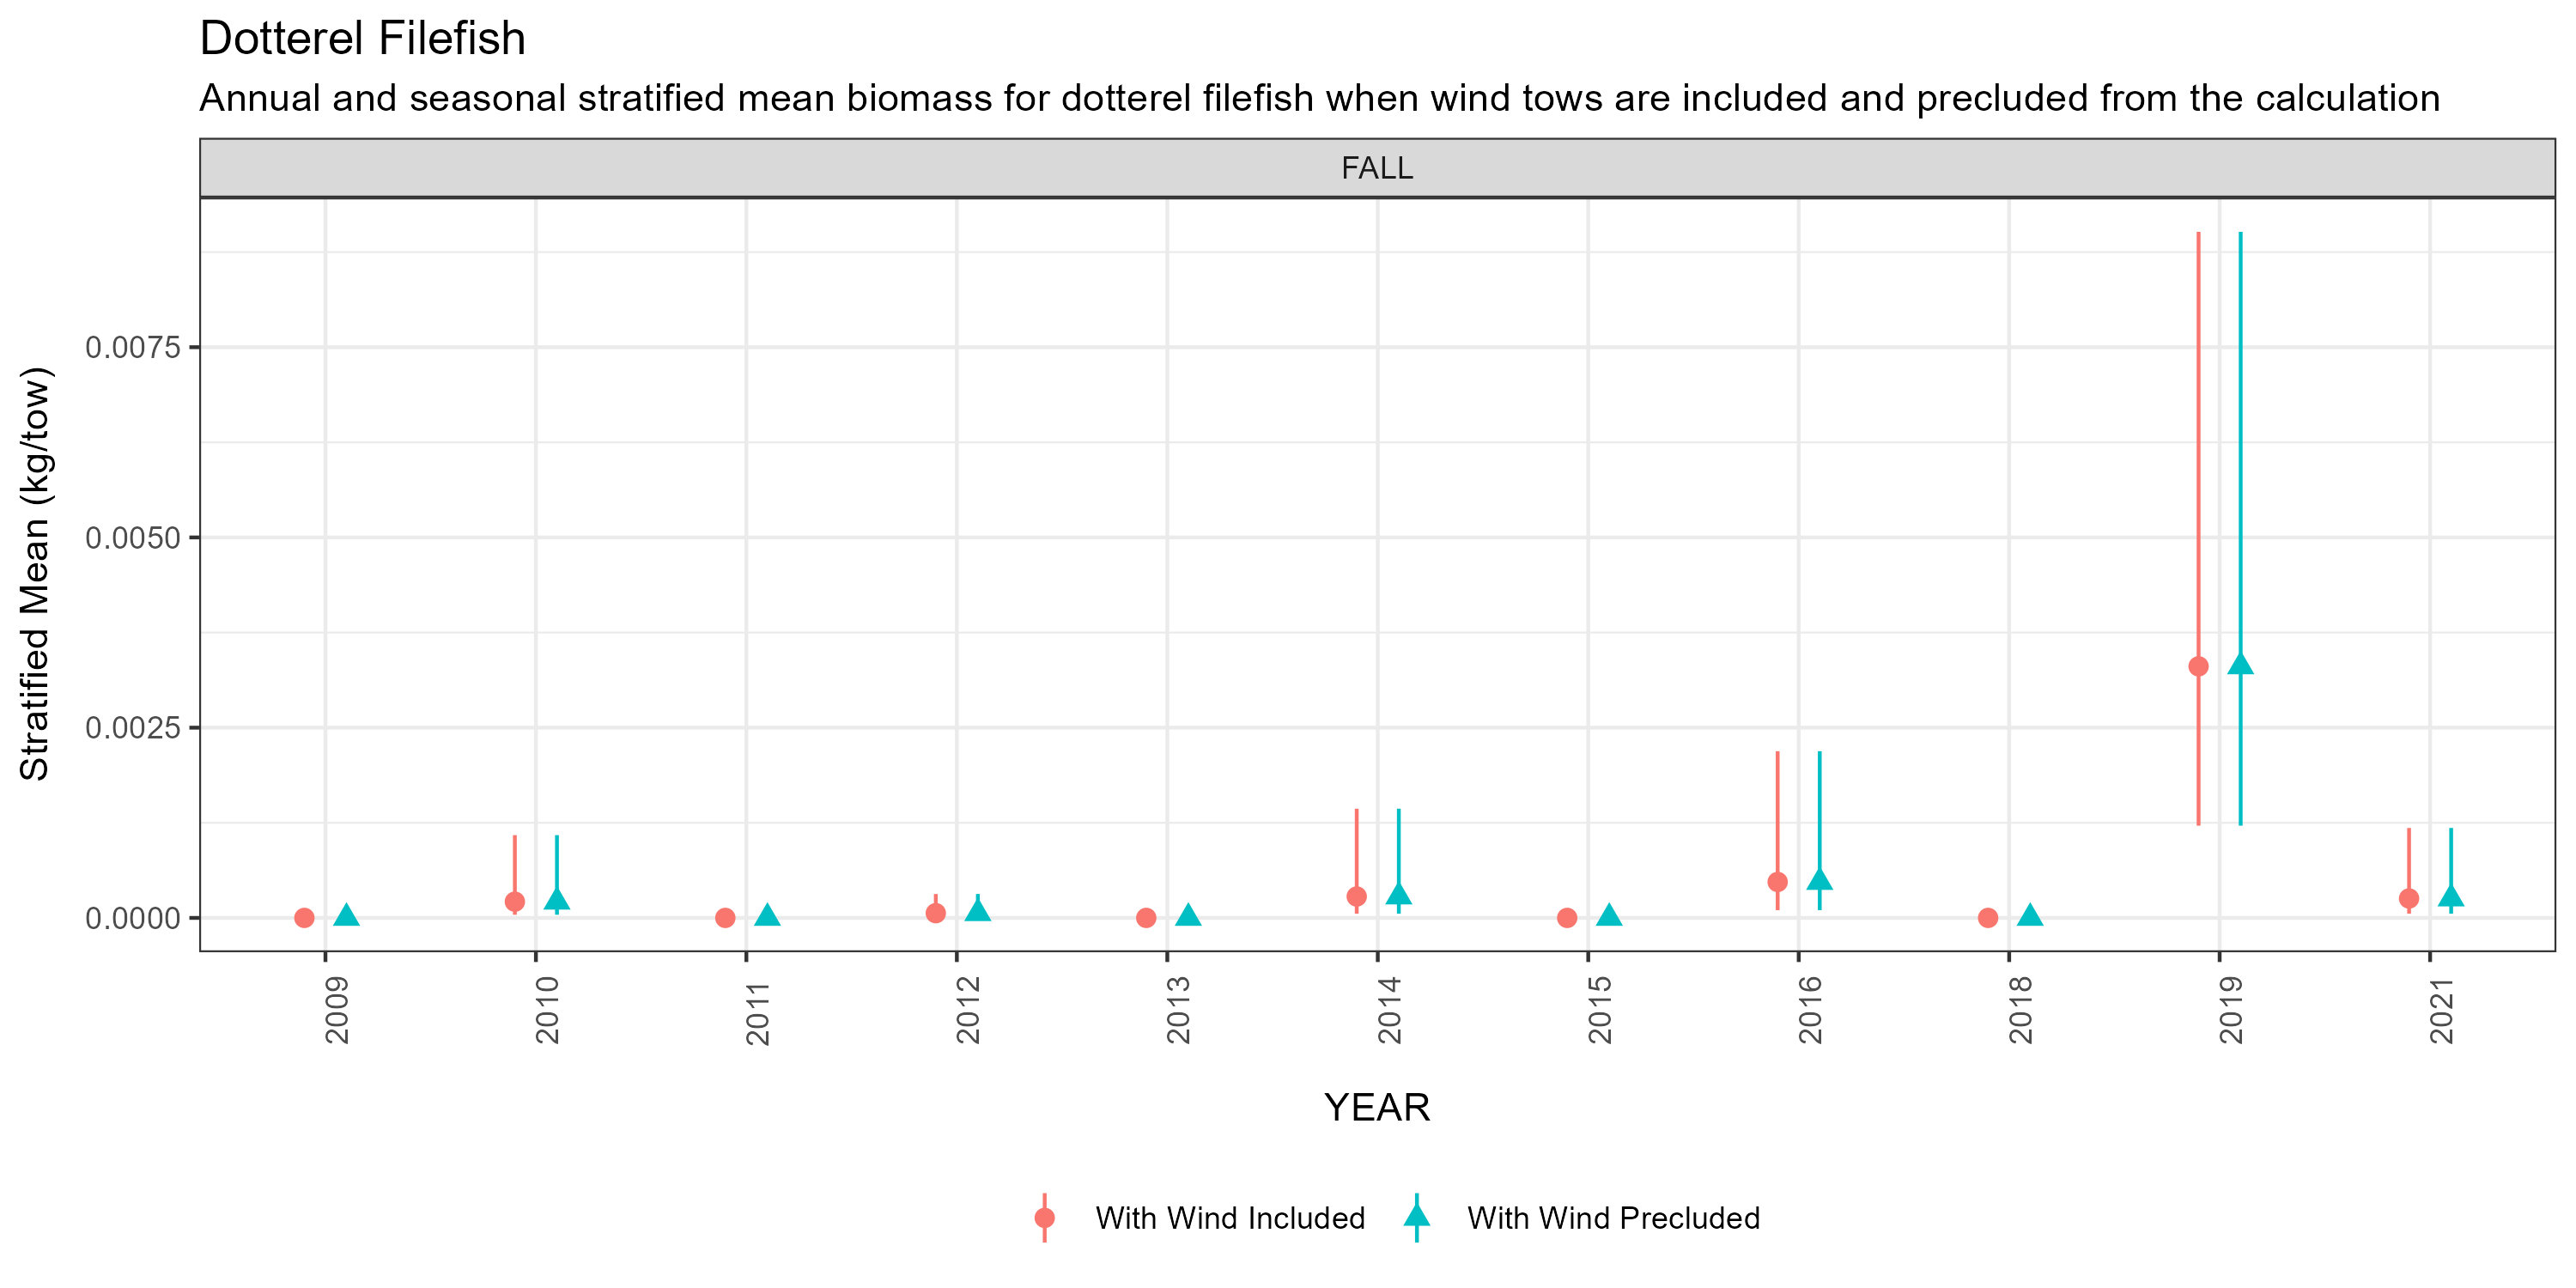 Dotterel Filefish
Annual and seasonal stratified mean biomass for dotterel filefish when wind tows are included and precluded from the calculation
FALL
Stratified Mean (kg/tow)
0.0075
0.0050
0.0025
0.0000
2009
2010
2011
2012
2013
2014
2015
2016
2018
2019
2021
YEAR
With Wind Included
With Wind Precluded